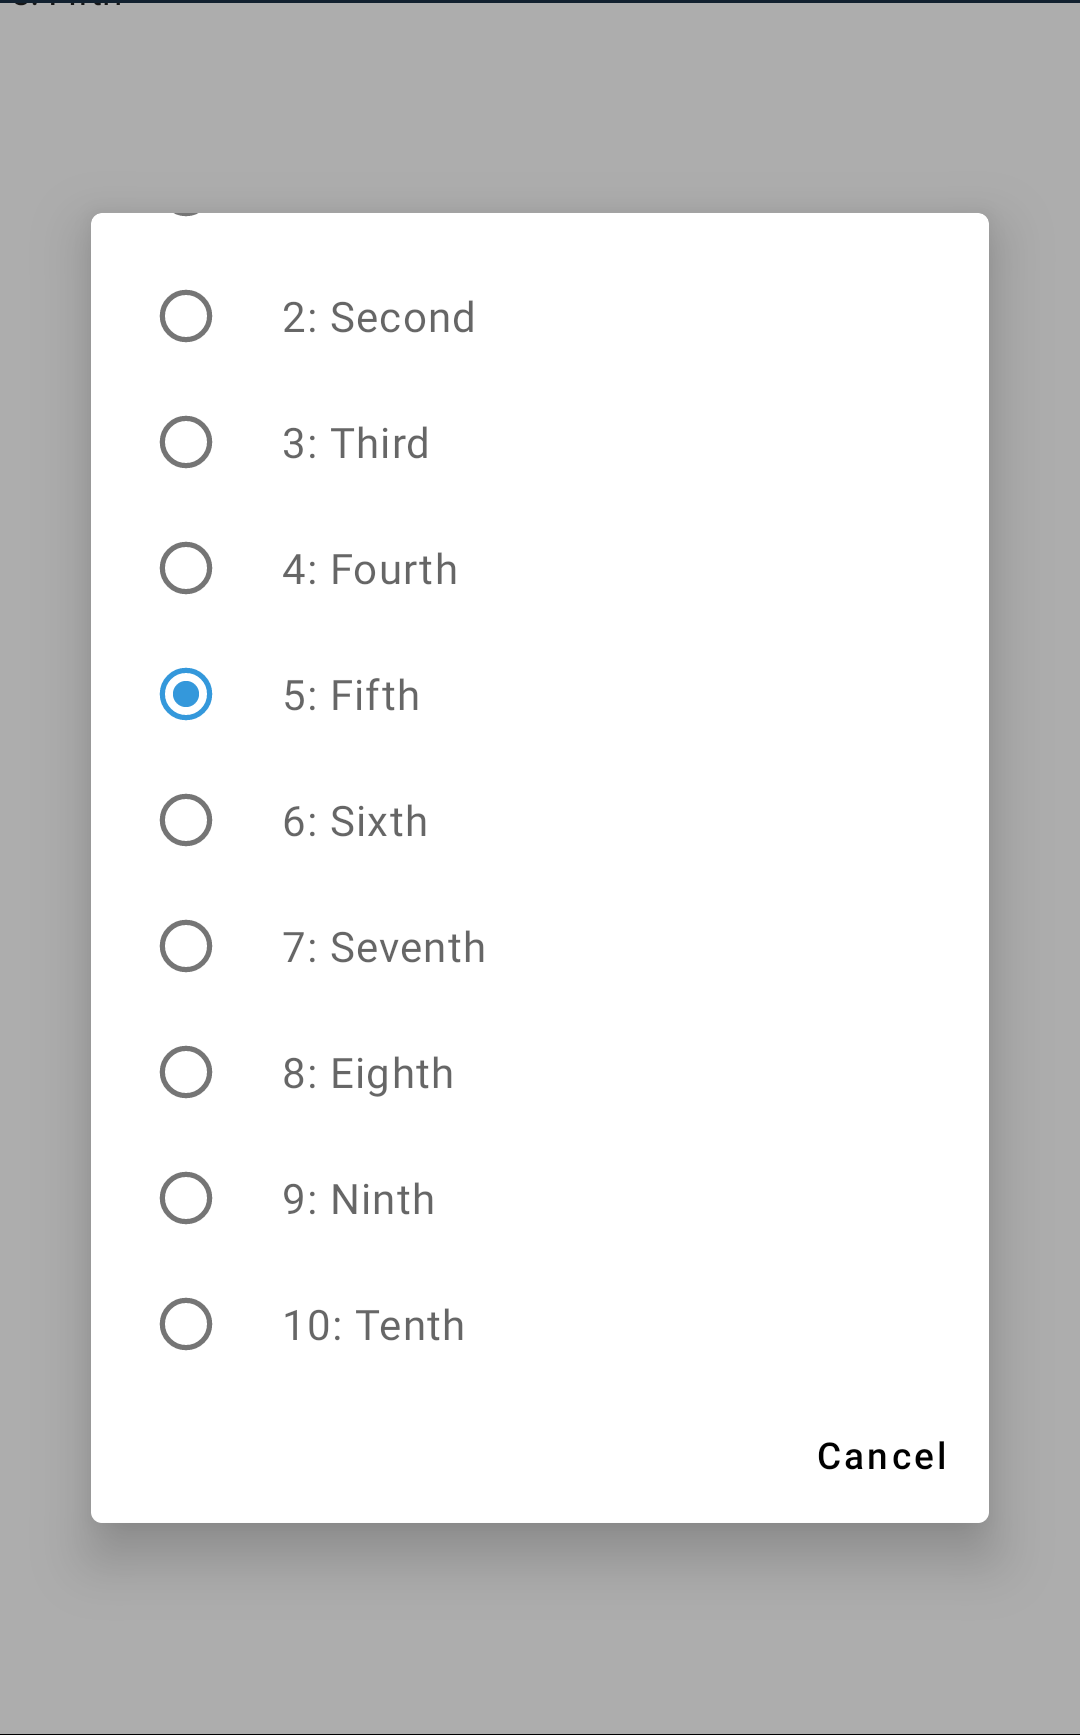 2: Second
3: Third
4: Fourth
5: Fifth
6: Sixth
7: Seventh
8: Eighth
9: Ninth
10: Tenth
Cancel